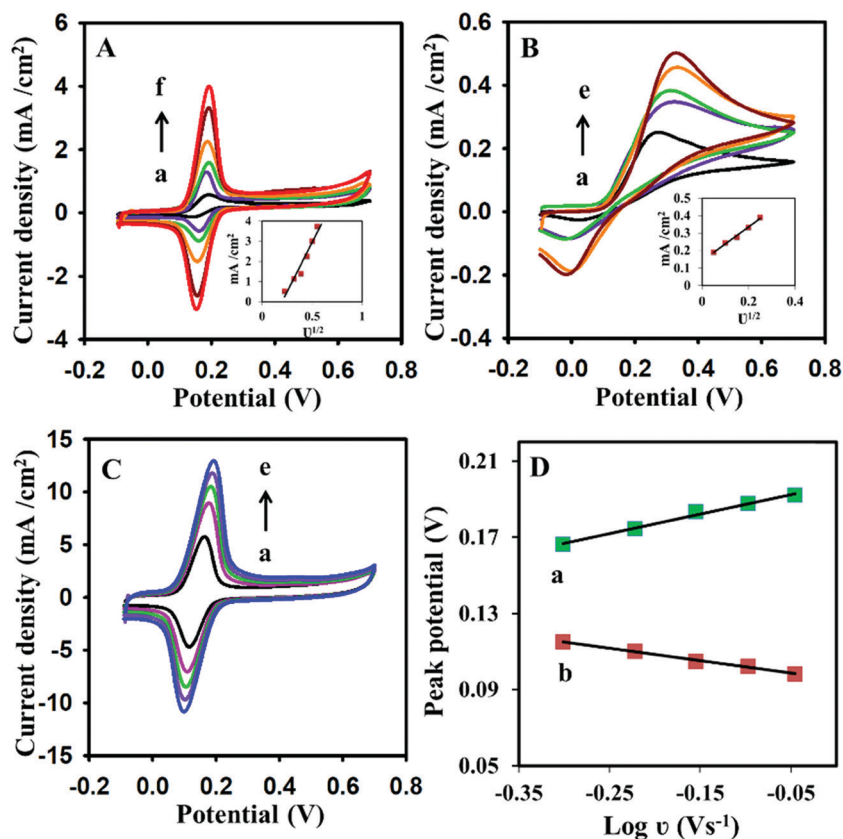 A
f
a
6
4
2
0
-2
-4
-0.2
0.0
0.2
0.4
0.6
0.8
Current density (mA /cm²)
Potential (V)
4
3
2
1
0
0
0.5
1
mA /cm²
Ʋ¹/²
B
e
a
0.6
0.4
0.2
0.0
-0.2
0.4
-0.2
0.0
0.2
0.4
0.6
0.8
Current density (mA /cm²)
Potential (V)
0.5
0.4
0.3
0.2
0.1
0
0
0.2
0.4
mA /cm²
Ʋ¹/²
C
e
a
15
10
5
0
-5
-10
-15
-0.2
0.0
0.2
0.4
0.6
0.8
Current density (mA /cm²)
Potential (V)
D
a
b
0.21
0.17
0.13
0.09
0.05
-0.35
-0.25
-0.15
-0.05
Peak potential (V)
Log υ (Vs⁻¹)